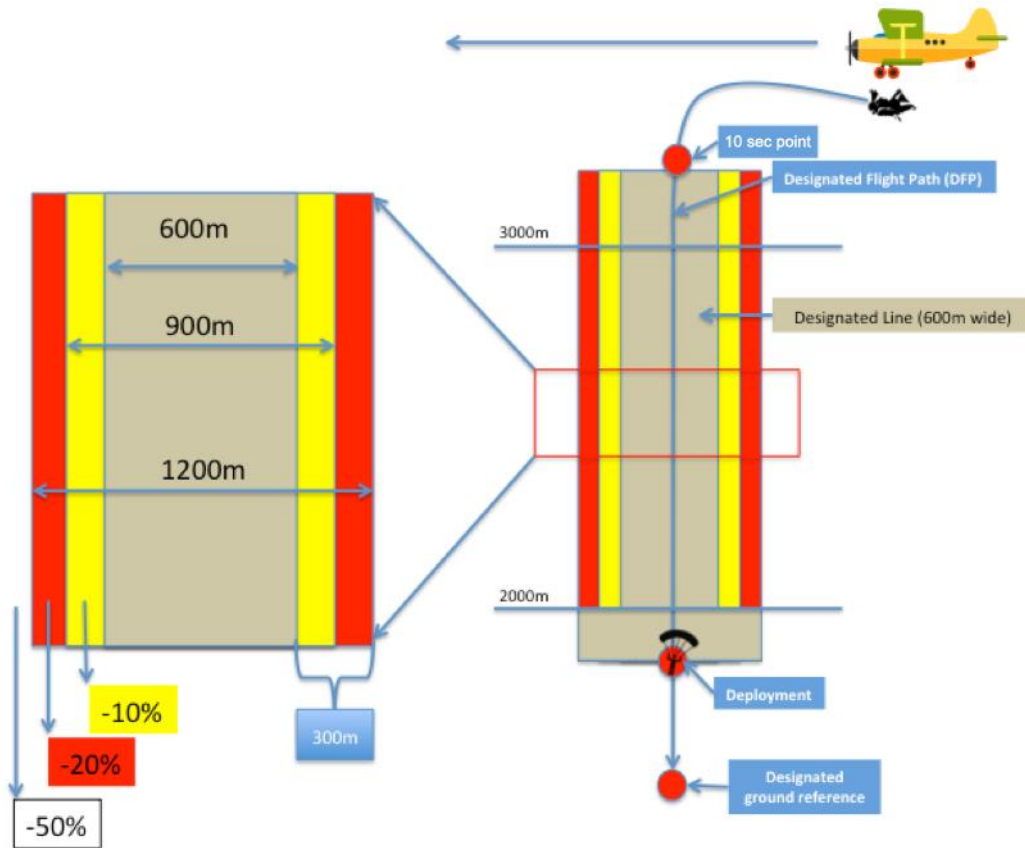 10 sec point
Designated Flight Path (DFP)
600m
3000m
900m
Designated Line (600m wide)
1200m
2000m
-10%
Deployment
300m
-20%
Designated
ground reference
-50%